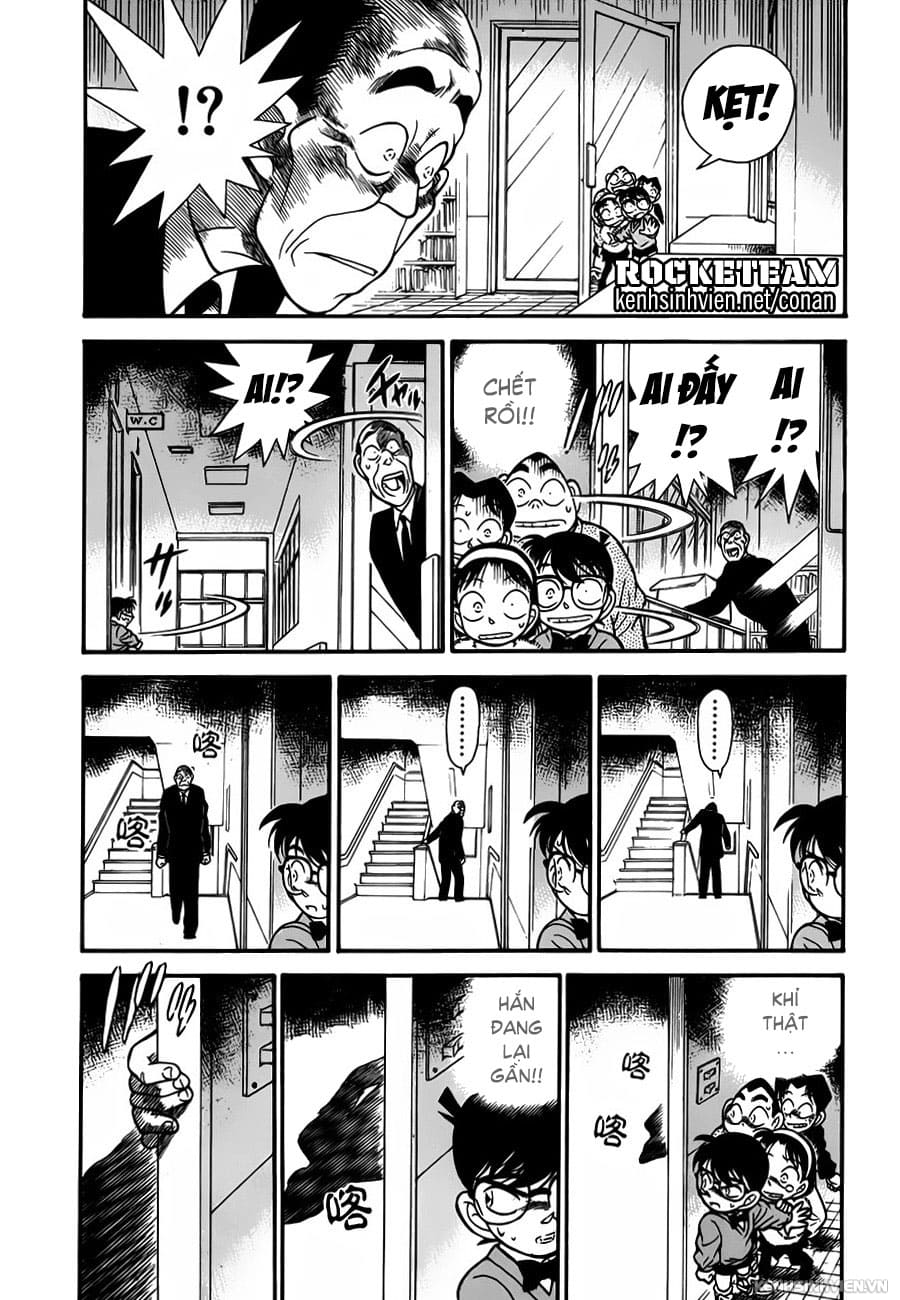 !?
KẸT!
ROCKETEAM
kenhsinhvien.net/conan
AI!?
W.C
CHẾT
RỒI!!
AI ĐẤY
!?
AI
!?
喀
喀
........
........
HẮN
ĐANG
LẠI
GẦN!!
喀
KHỈ
THẬT
...
喀
喀